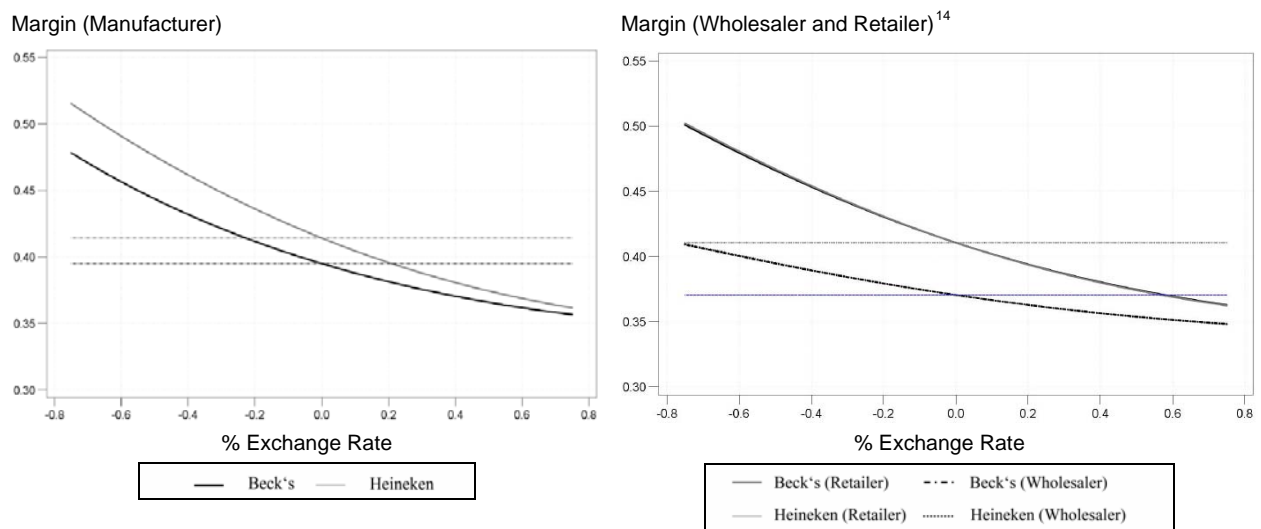 Margin (Manufacturer)
0.55
0.50
0.45
0.40
0.35
0.30
-0.8 -0.6 -0.4 -0.2 0.0 0.2 0.4 0.6 0.8
% Exchange Rate
Beck's Heineken
Margin (Wholesaler and Retailer)14
0.55
0.50
0.45
0.40
0.35
0.30
-0.8 -0.6 -0.4 -0.2 0.0 0.2 0.4 0.6 0.8
% Exchange Rate
Beck's (Retailer) Beck's (Wholesaler)
Heineken (Retailer) Heineken (Wholesaler)